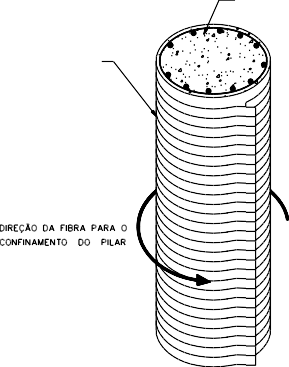 DIREÇÃO DA FIBRA PARA O
CONFINAMENTO DO PILAR